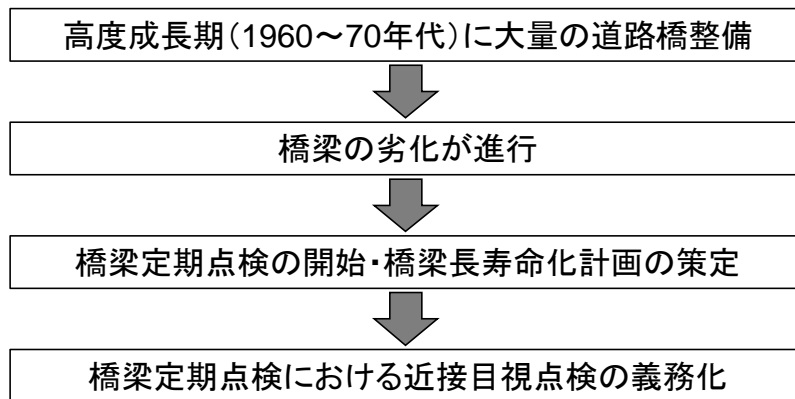 高度成長期(1960～70年代)に大量の道路橋整備
橋梁の劣化が進行
橋梁定期点検の開始・橋梁長寿命化計画の策定
橋梁定期点検における近接目視点検の義務化